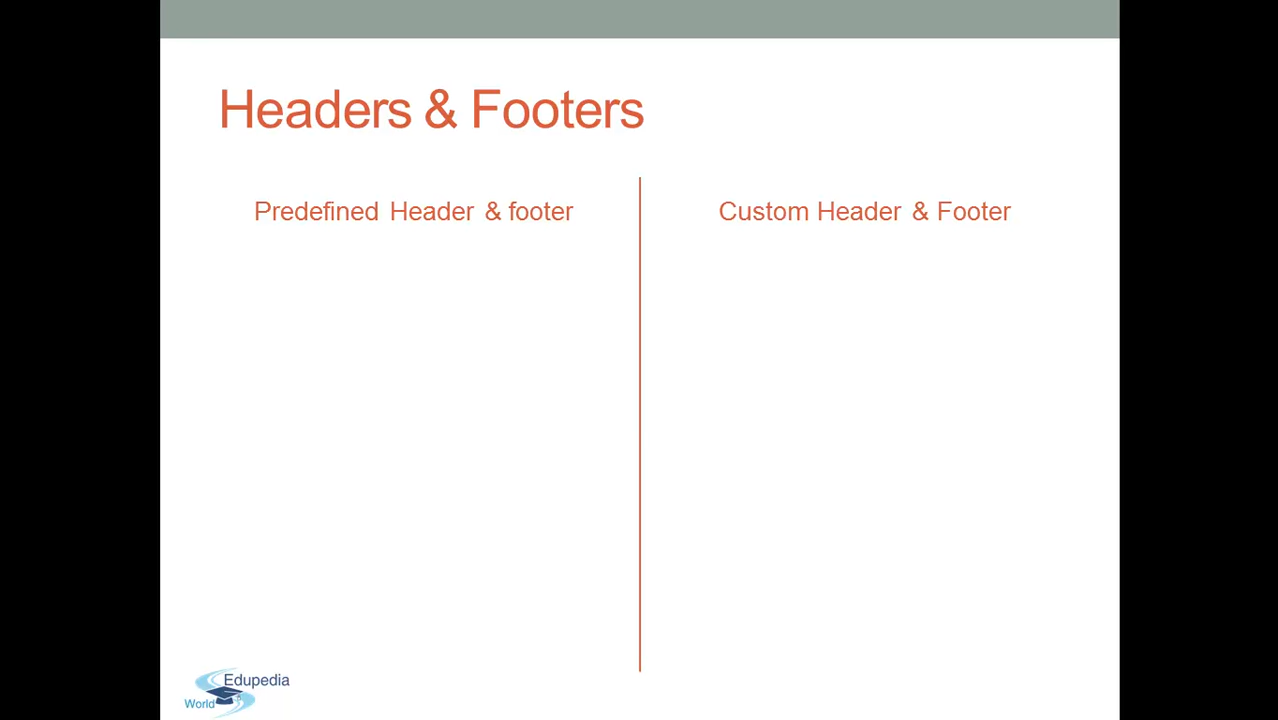 Headers & Footers
Predefined Header & footer
Custom Header & Footer
Edupedia
World